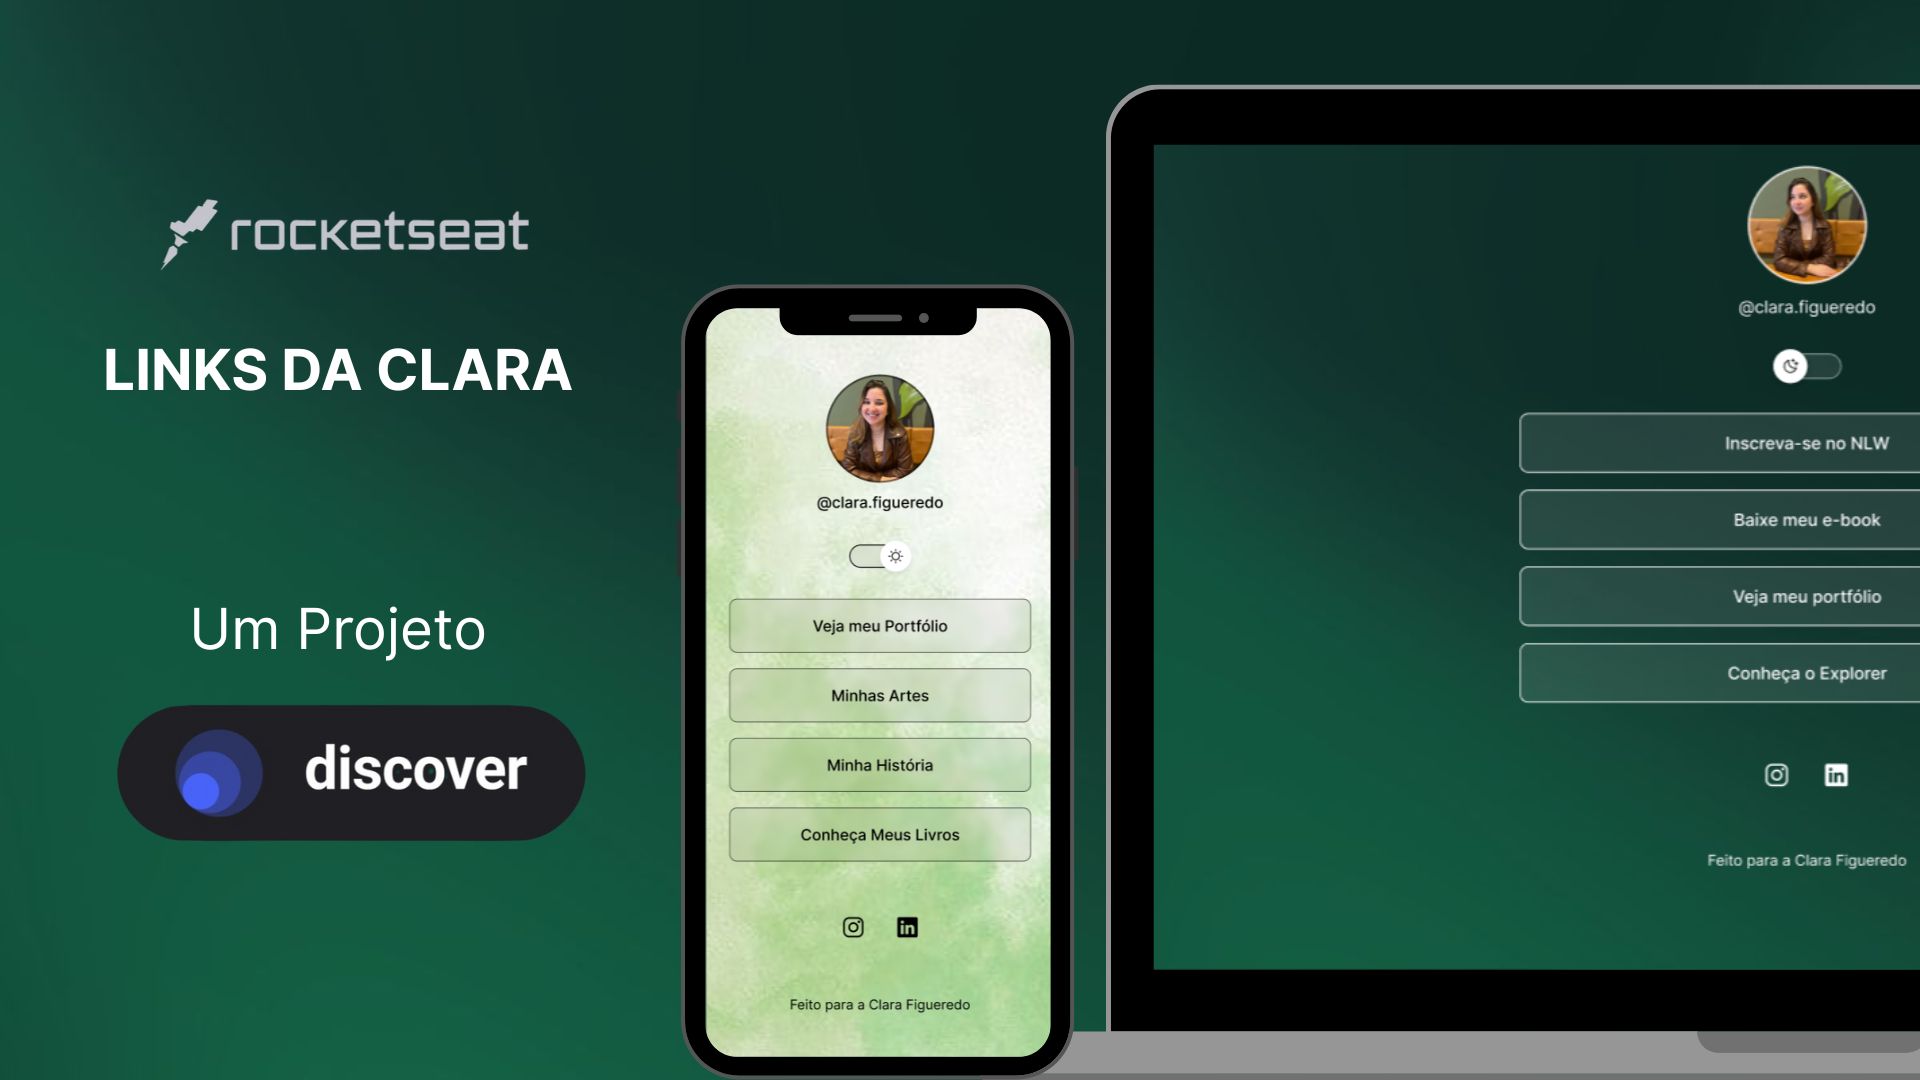 rocketseat
LINKS DA CLARA
Um Projeto
discover
@clara.figueredo
Veja meu Portfólio
Minhas Artes
Minha História
Conheça Meus Livros
in
Feito para a Clara Figueredo
@clara.figueredo
Inscreva-se no NLW
Baixe meu e-book
Veja meu portfólio
Conheça o Explorer
in
Feito para a Clara Figueredo